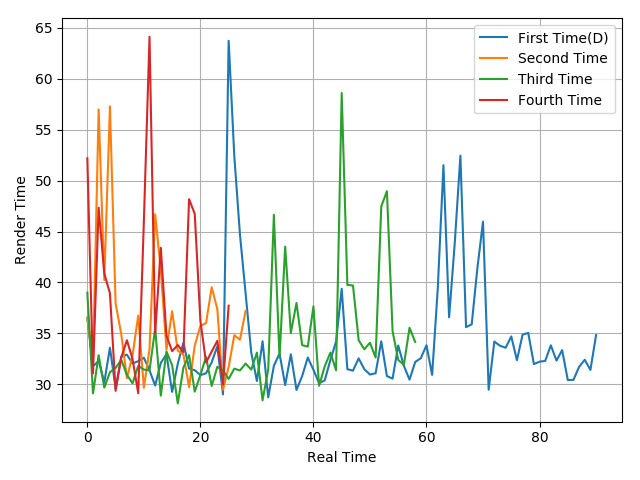 65
60
55
50
45
40
35
30
Render Time
First Time(D)
Second Time
Third Time
Fourth Time
0 20 40 60 80
Real Time